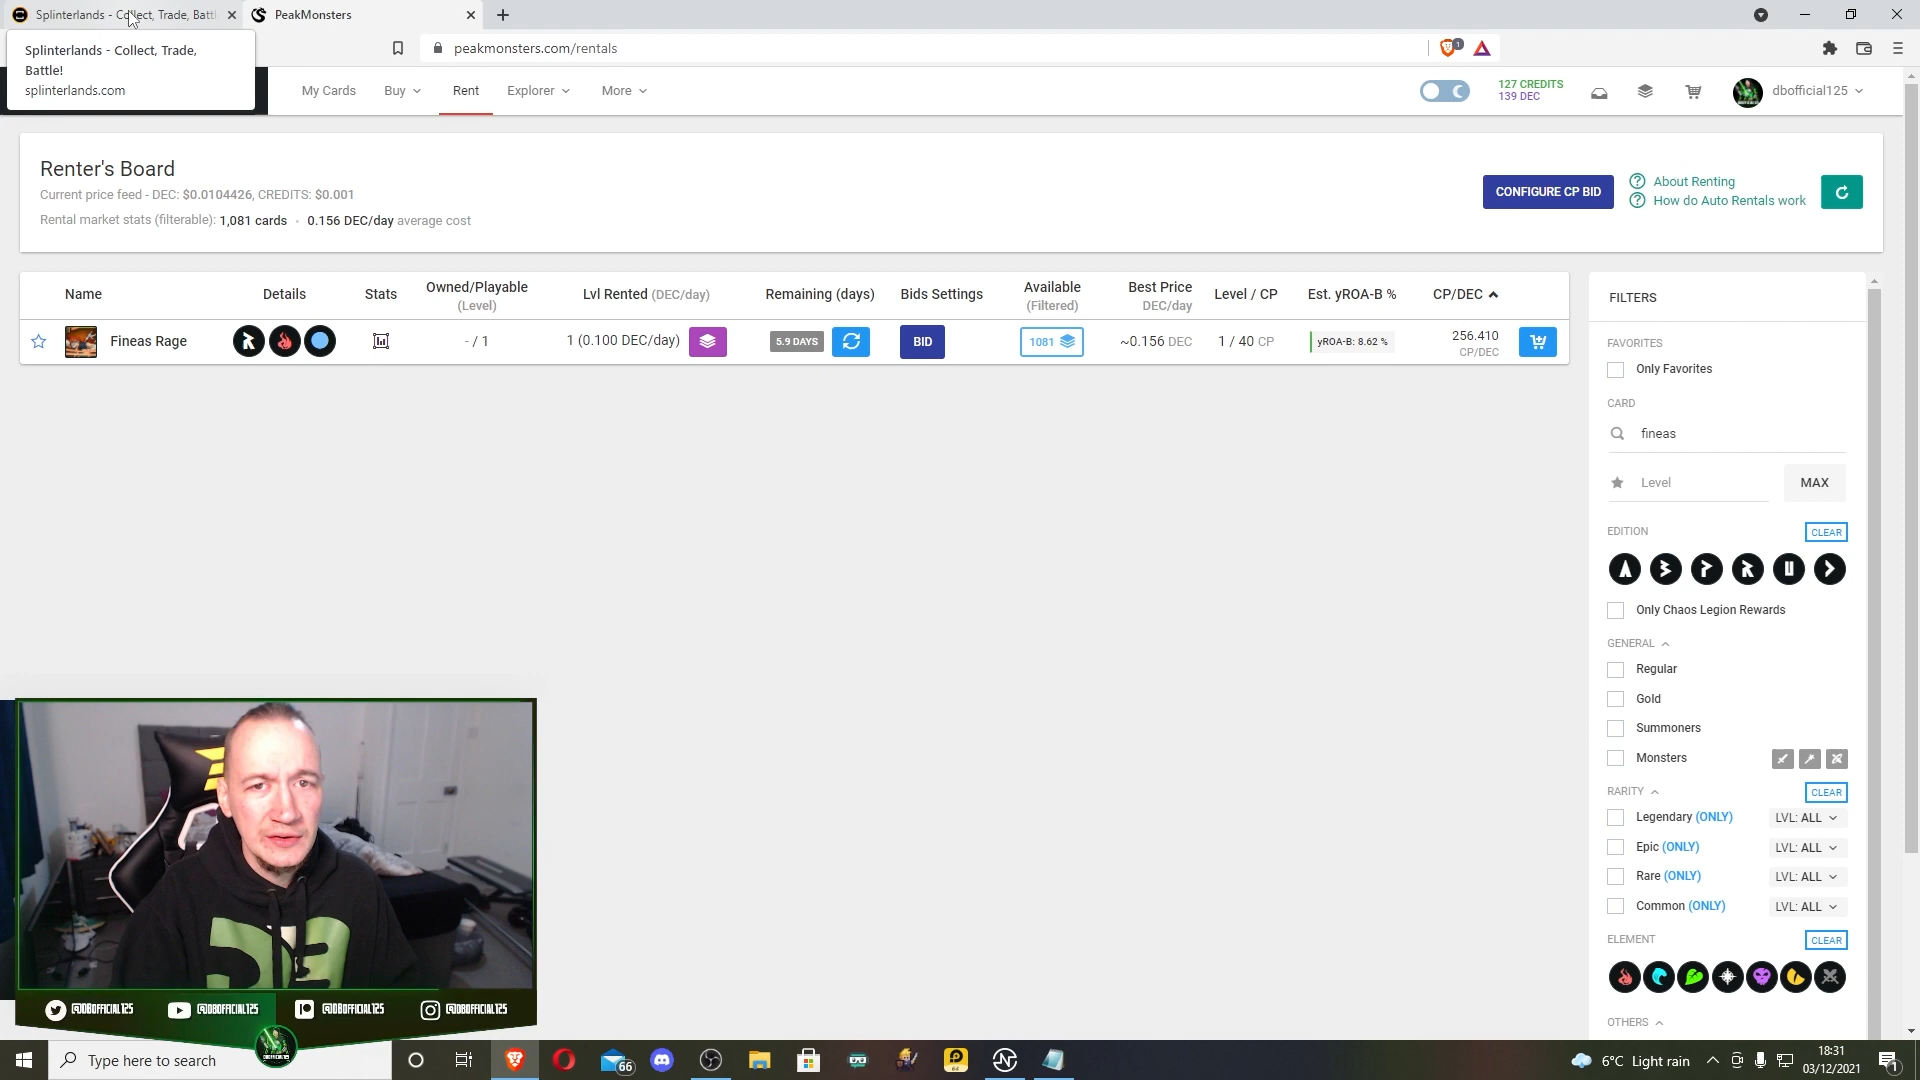 Splinterlands - Collect, Trade, Battl
PeakMonsters
Splinterlands - Collect, Trade,
Battle!
splinterlands.com
peakmonsters.com/rentals
1
My Cards
Buy
Rent
Explorer
More
127 CREDITS
139 DEC
dbofficial125
Renter's Board
Current price feed - DEC: $0.0104426, CREDITS: $0.001
Rental market stats (filterable): 1,081 cards • 0.156 DEC/day average cost
CONFIGURE CP BID
About Renting
How do Auto Rentals work
Name
Details
Stats
Owned/Playable
(Level)
Lvl Rented (DEC/day)
Remaining (days)
Bids Settings
Available
(Filtered)
Best Price
DEC/day
Level / CP
Est. yROA-B %
CP/DEC
Fineas Rage
- / 1
1 (0.100 DEC/day)
5.9 DAYS
BID
1081
~0.156 DEC
1 / 40 CP
yROA-B: 8.62 %
256.410
CP/DEC
FILTERS
FAVORITES
Only Favorites
CARD
fineas
Level
MAX
EDITION
CLEAR
Only Chaos Legion Rewards
GENERAL
Regular
Gold
Summoners
Monsters
RARITY
CLEAR
Legendary (ONLY)
LVL: ALL
Epic (ONLY)
LVL: ALL
Rare (ONLY)
LVL: ALL
Common (ONLY)
LVL: ALL
ELEMENT
CLEAR
OTHERS
@DBOFFICIAL125
@DBOFFICIAL125
@DBOFFICIAL125
@DBOFFICIAL125
Type here to search
66
6°C Light rain
18:31
03/12/2021
1